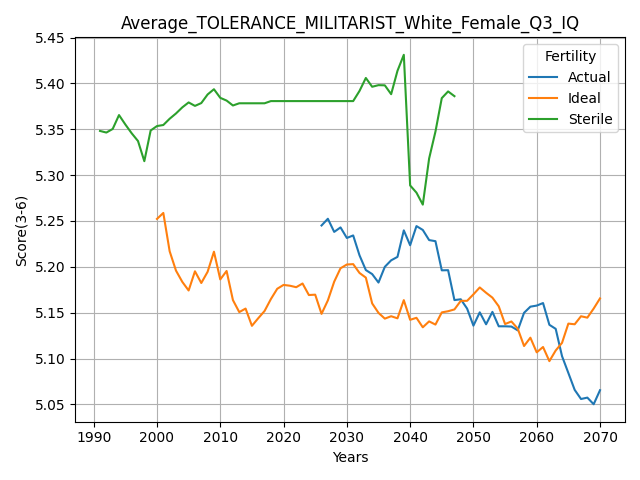 Average_TOLERANCE_MILITARIST_White_Female_Q3_IQ
Score(3-6)
5.45
5.40
5.35
5.30
5.25
5.20
5.15
5.10
5.05
Fertility
Actual
Ideal
Sterile
1990 2000 2010 2020 2030 2040 2050 2060 2070
Years